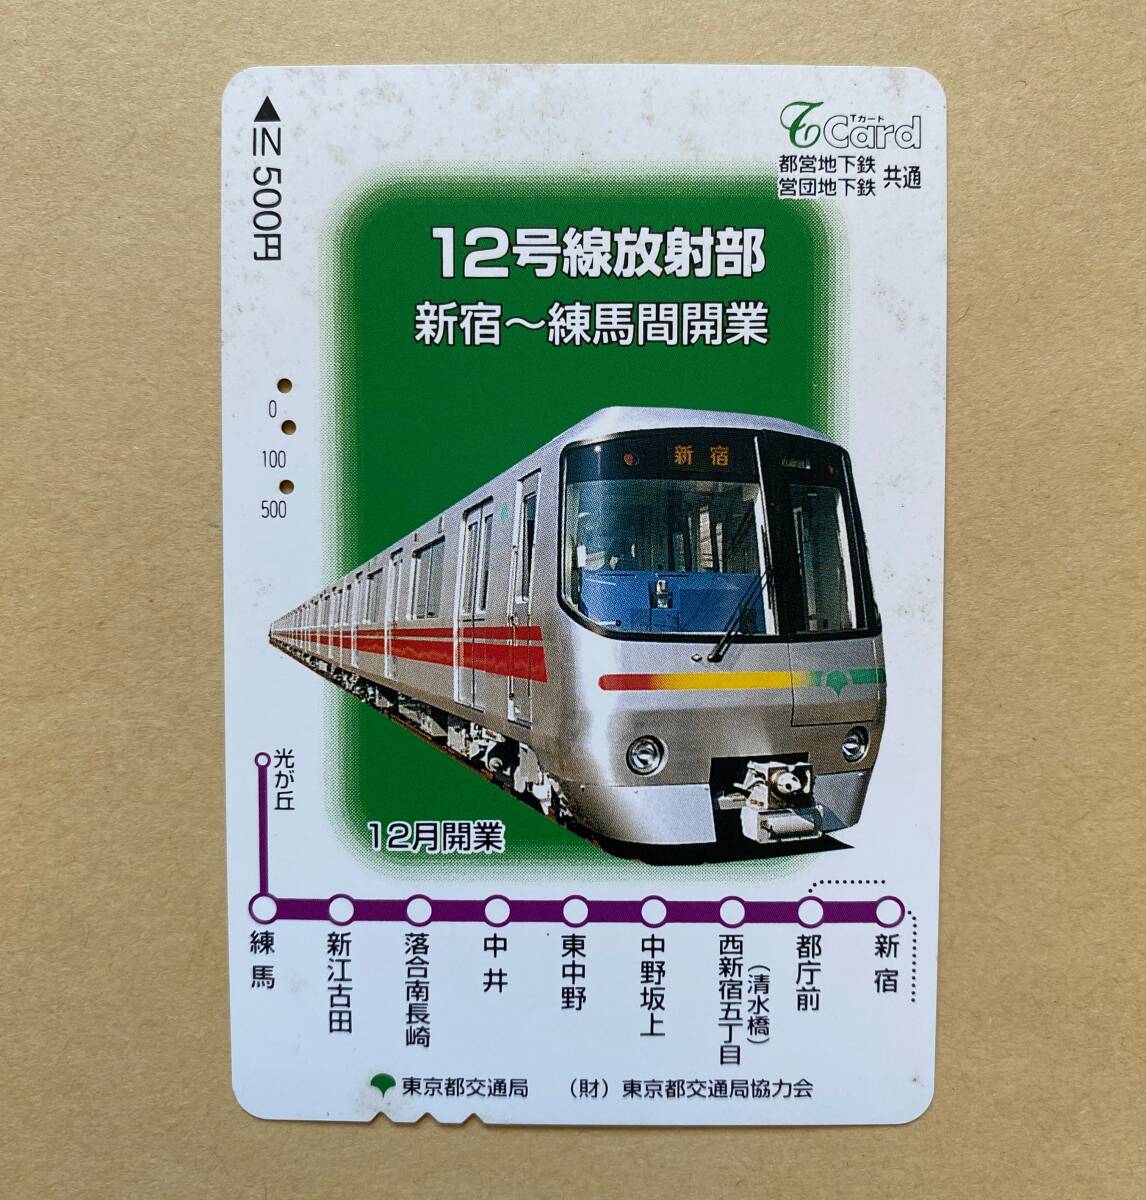 ▲IN 500円
Tカード
Card
都営地下鉄
営団地下鉄 共通
12号線放射部
新宿～練馬間開業
0
100
500
新宿
12月開業
光が丘
練馬
新江古田
落合南長崎
中井
東中野
中野坂上
西新宿五丁目
(清水橋)
都庁前
新宿
東京都交通局 (財) 東京都交通局協力会